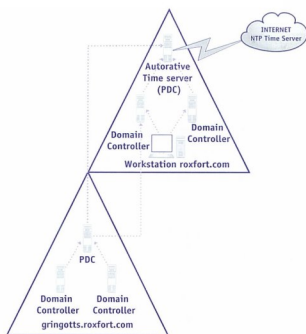 INTERNET
NTP Time Server
Autorative
Time server
(PDC)
Domain
Controller
Domain
Controller
Workstation roxfort.com
PDC
Domain
Controller
Domain
Controller
gringotts.roxfort.com